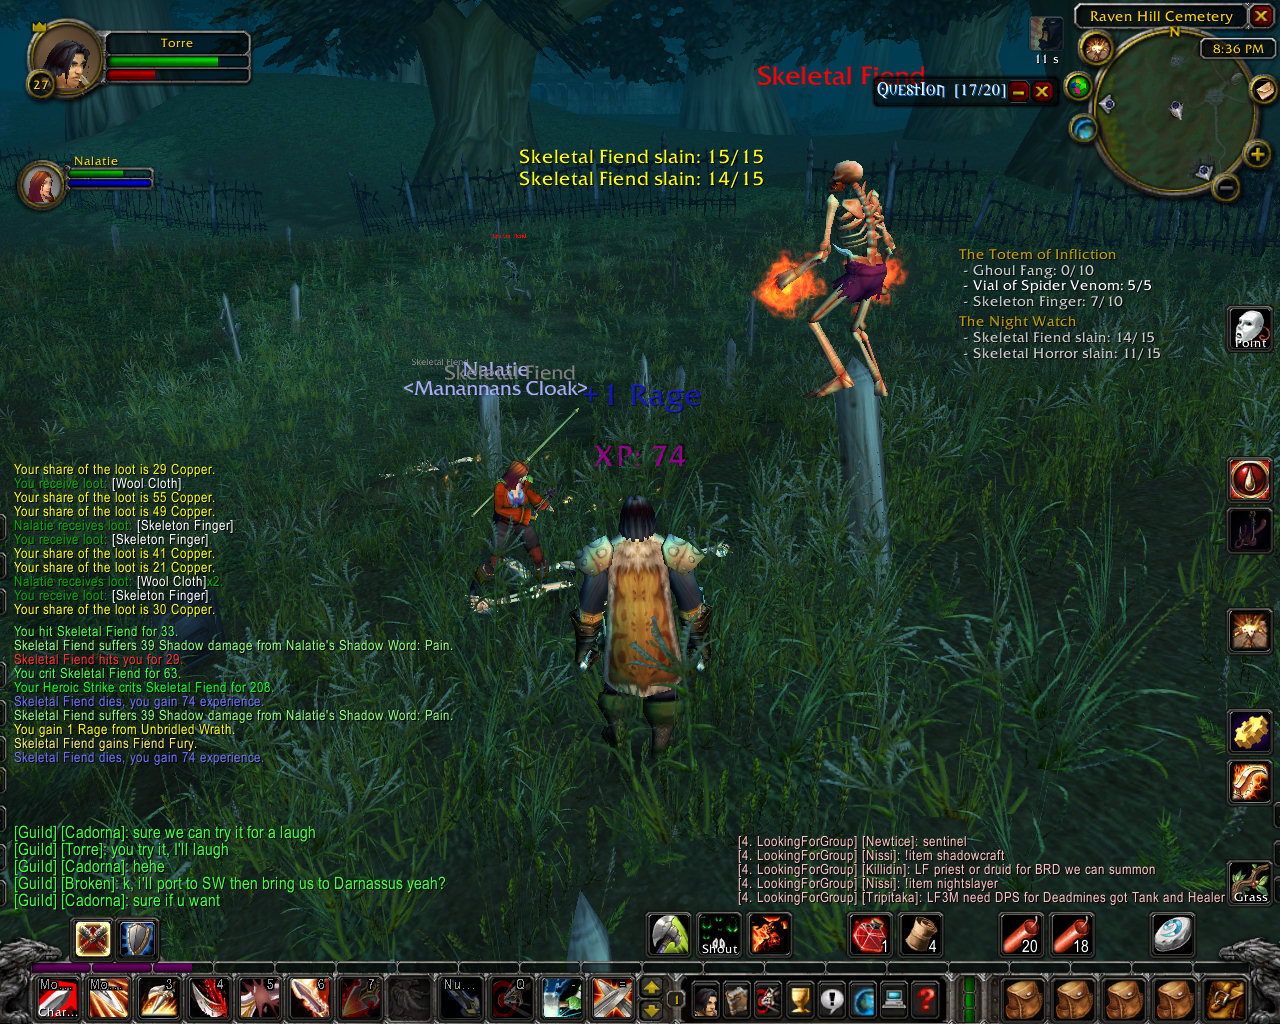 Torre
27
Nalatie
Raven Hill Cemetery
N
8:36 PM
11 s
Skeletal Fiend
QuestIon [17/20]
Skeletal Fiend slain: 15/15
Skeletal Fiend slain: 14/15
The Totem of Infliction
- Ghoul Fang: 0/10
- Vial of Spider Venom: 5/5
- Skeleton Finger: 7/10
The Night Watch
- Skeletal Fiend slain: 14/15
- Skeletal Horror slain: 11/15
Point
Skeletal Fiend
Nalatie
Skeletal Fiend
<Manannans Cloak>
+1 Rage
XP: 74
Your share of the loot is 29 Copper.
You receive loot: [Wool Cloth]
Your share of the loot is 55 Copper.
Your share of the loot is 49 Copper.
Nalatie receives loot: [Skeleton Finger]
You receive loot: [Skeleton Finger]
Your share of the loot is 41 Copper.
Your share of the loot is 21 Copper.
Nalatie receives loot: [Wool Cloth]x2.
You receive loot: [Skeleton Finger].
Your share of the loot is 30 Copper.
You hit Skeletal Fiend for 33.
Skeletal Fiend suffers 39 Shadow damage from Nalatie's Shadow Word: Pain.
Skeletal Fiend hits you for 29.
You crit Skeletal Fiend for 63.
Your Heroic Strike crits Skeletal Fiend for 208.
Skeletal Fiend dies, you gain 74 experience.
Skeletal Fiend suffers 39 Shadow damage from Nalatie's Shadow Word: Pain.
You gain 1 Rage from Unbridled Wrath.
Skeletal Fiend gains Fiend Fury.
Skeletal Fiend dies, you gain 74 experience.
[Guild] [Cadorna]: sure we can try it for a laugh
[Guild] [Torre]: you try it, I'll laugh
[Guild] [Cadorna]: hehe
[Guild] [Broken]: k, i'll port to SW then bring us to Darnassus yeah?
[Guild] [Cadorna]: sure if u want
[4. LookingForGroup] [Newtice]: sentinel
[4. LookingForGroup] [Nissi]: !item shadowcraft
[4. LookingForGroup] [Killidin]: LF priest or druid for BRD we can summon
[4. LookingForGroup] [Nissi]: !item nightslayer
[4. LookingForGroup] [Tripitaka]: LF3M need DPS for Deadmines got Tank and Healer
Grass
Shout
1
4
20
18
Mo...
Char...
Mo...
3
4
5
6
7
Nu...
Q
=
1